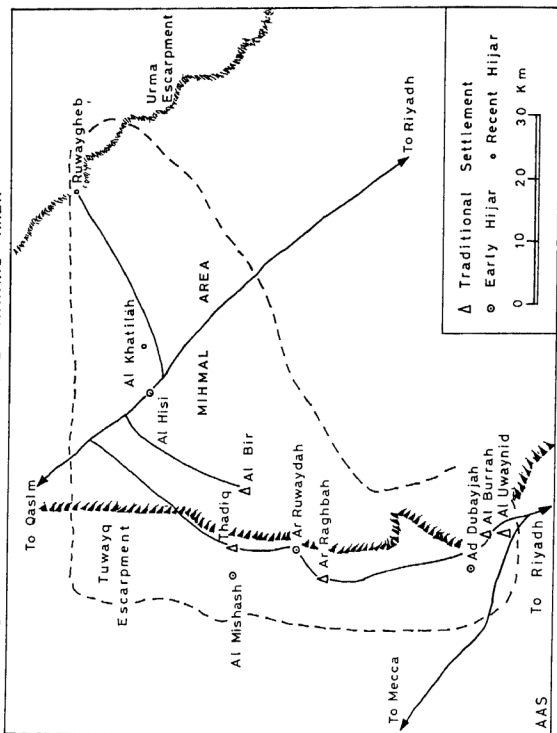 To Qasīm
Ruwaygheb
Tuwayq
Escarpment
Al Khatilah
Urma
Escarpment
Al Hisi
MIHMAL AREA
Thadiq
Al Mishash
Al Bir
Ar Ruwaydah
Ar Raghbah
To Mecca
To Riyadh
Ad Dubayjah
Al Burrah
Al Uwaynid
To Riyadh
AAS
Traditional Settlement
Early Hijar Recent Hijar
0 10 20 30 Km